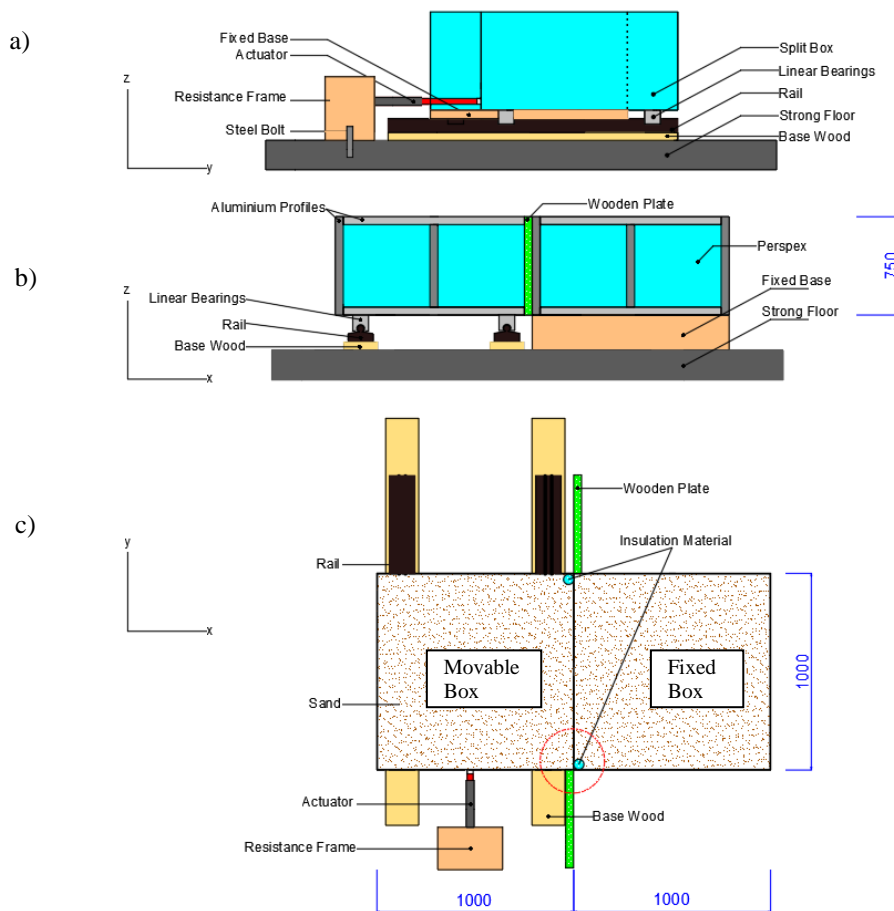 a)
Fixed Base
Actuator
Resistance Frame
Steel Bolt
Split Box
Linear Bearings
Rail
Strong Floor
Base Wood
z
y
b)
Aluminium Profiles
Wooden Plate
Perspex
Fixed Base
Strong Floor
Linear Bearings
Rail
Base Wood
750
z
x
c)
Wooden Plate
Insulation Material
Rail
y
x
Movable
Box
Fixed
Box
Sand
1000
Actuator
Base Wood
Resistance Frame
1000
1000